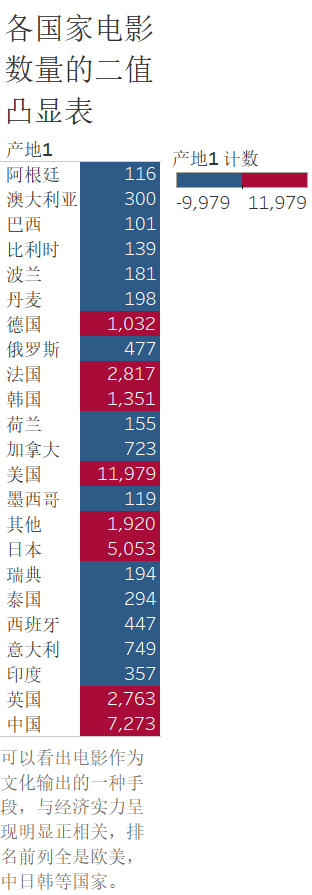 各国家电影
数量的二值
凸显表
产地1
产地1 计数
-9,979 11,979
阿根廷 116
澳大利亚 300
巴西 101
比利时 139
波兰 181
丹麦 198
德国 1,032
俄罗斯 477
法国 2,817
韩国 1,351
荷兰 155
加拿大 723
美国 11,979
墨西哥 119
其他 1,920
日本 5,053
瑞典 194
泰国 294
西班牙 447
意大利 749
印度 357
英国 2,763
中国 7,273
可以看出电影作为
文化输出的一种手
段，与经济实力呈
现明显正相关，排
名前列全是欧美，
中日韩等国家。